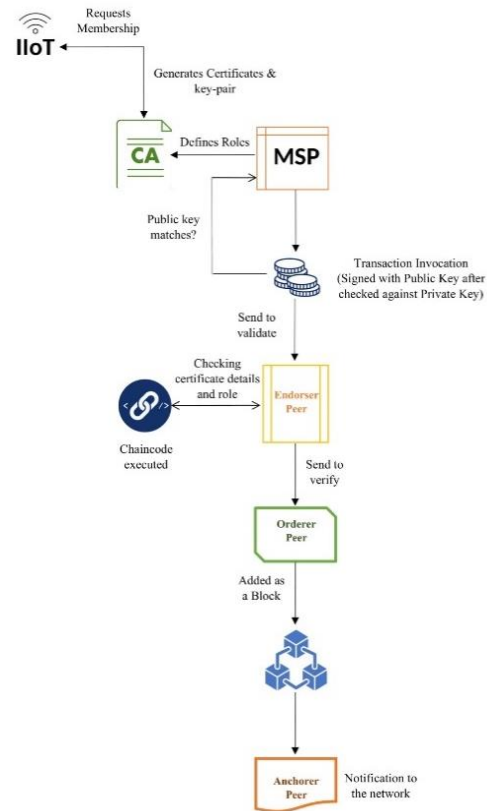 Requests
Membership
IIoT
Generates Certificates &
key-pair
CA
Defines Roles
MSP
Public key
matches?
Transaction Invocation
(Signed with Public Key after
checked against Private Key)
Send to
validate
Checking
certificate details
and role
Endorser
Peer
</>
Chaincode
executed
Send to
verify
Orderer
Peer
Added as
a Block
Anchorer
Peer
Notification to
the network